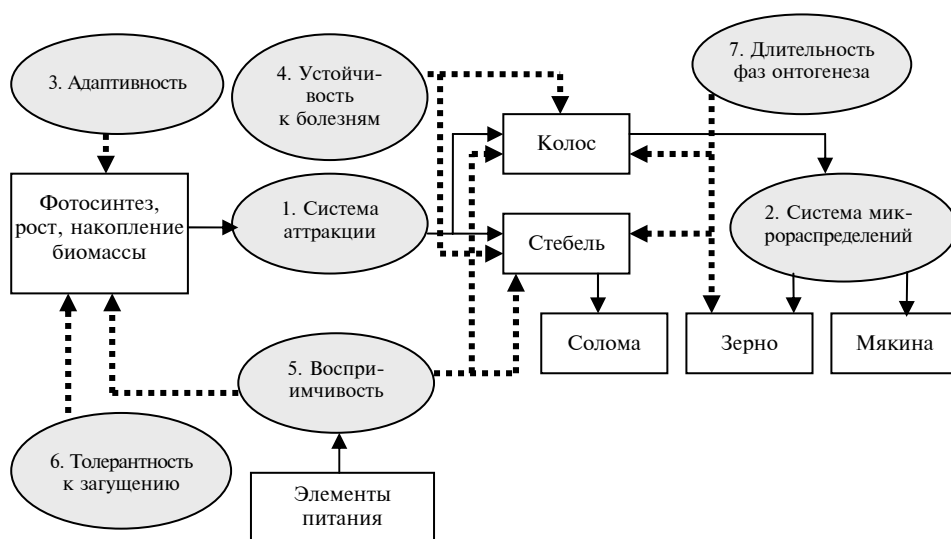 3. Адаптивность
4. Устойчи-
вость
к болезням
7. Длительность
фаз онтогенеза
Колос
Фотосинтез,
рост, накопление
биомассы
1. Система
аттракции
Стебель
2. Система мик-
рораспределений
Солома
Зерно
Мякина
5. Воспри-
имчивость
6. Толерантность
к загущению
Элементы
питания